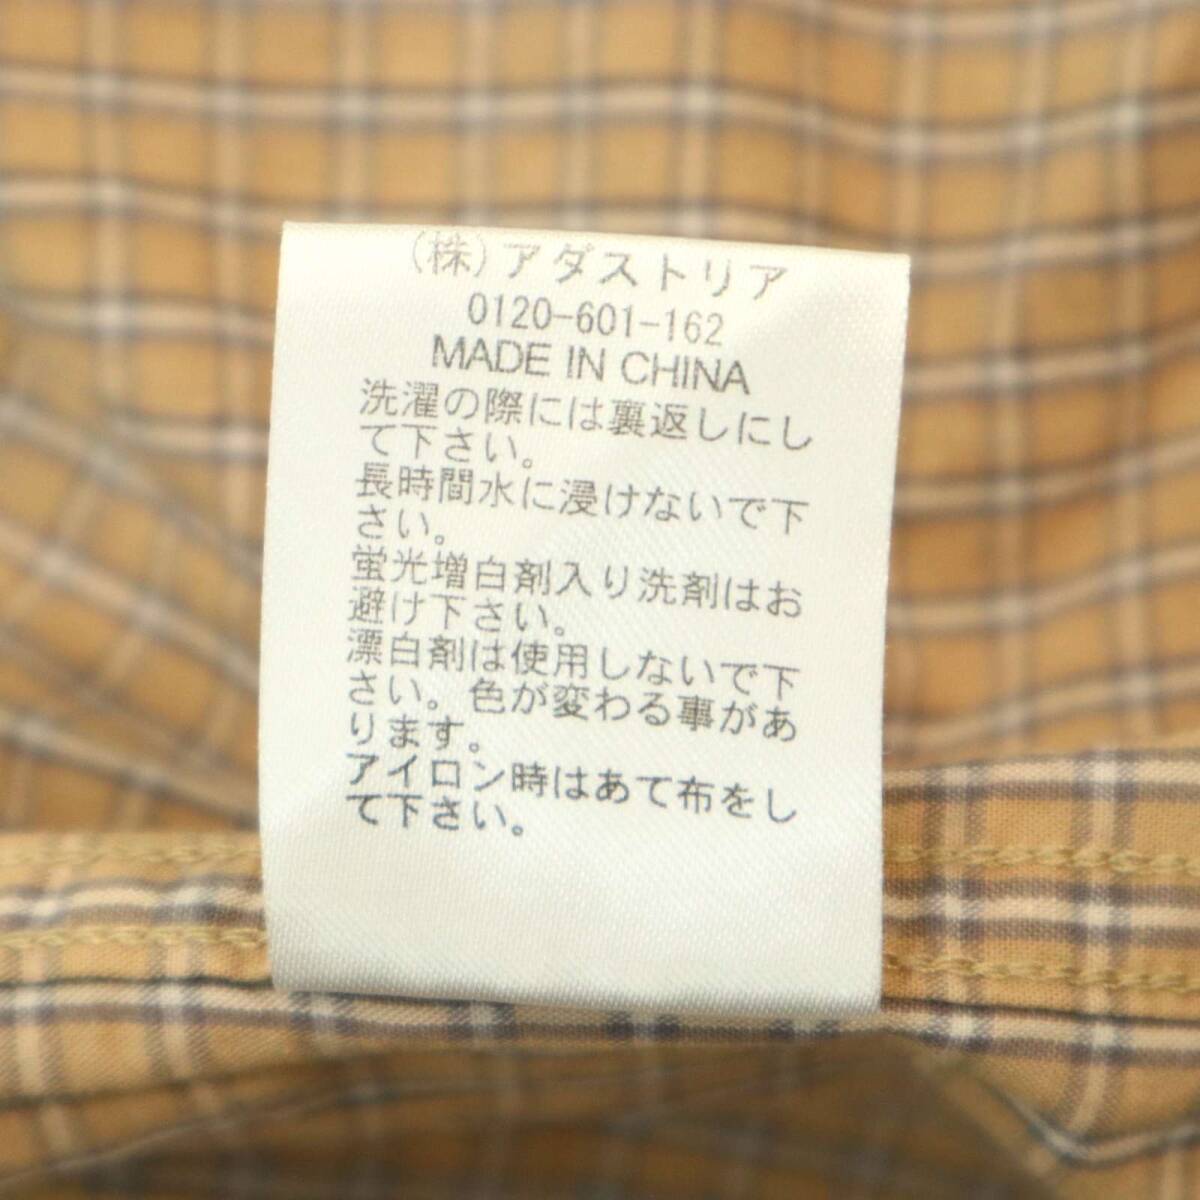 (株)アダストリア
0120-601-162
MADE IN CHINA
洗濯の際には裏返しにし
て下さい。
長時間水に浸けないで下
さい。
蛍光増白剤入り洗剤はお
避け下さい。
漂白剤は使用しないで下
さい。色が変わる事があ
ります。
アイロン時はあて布をし
て下さい。